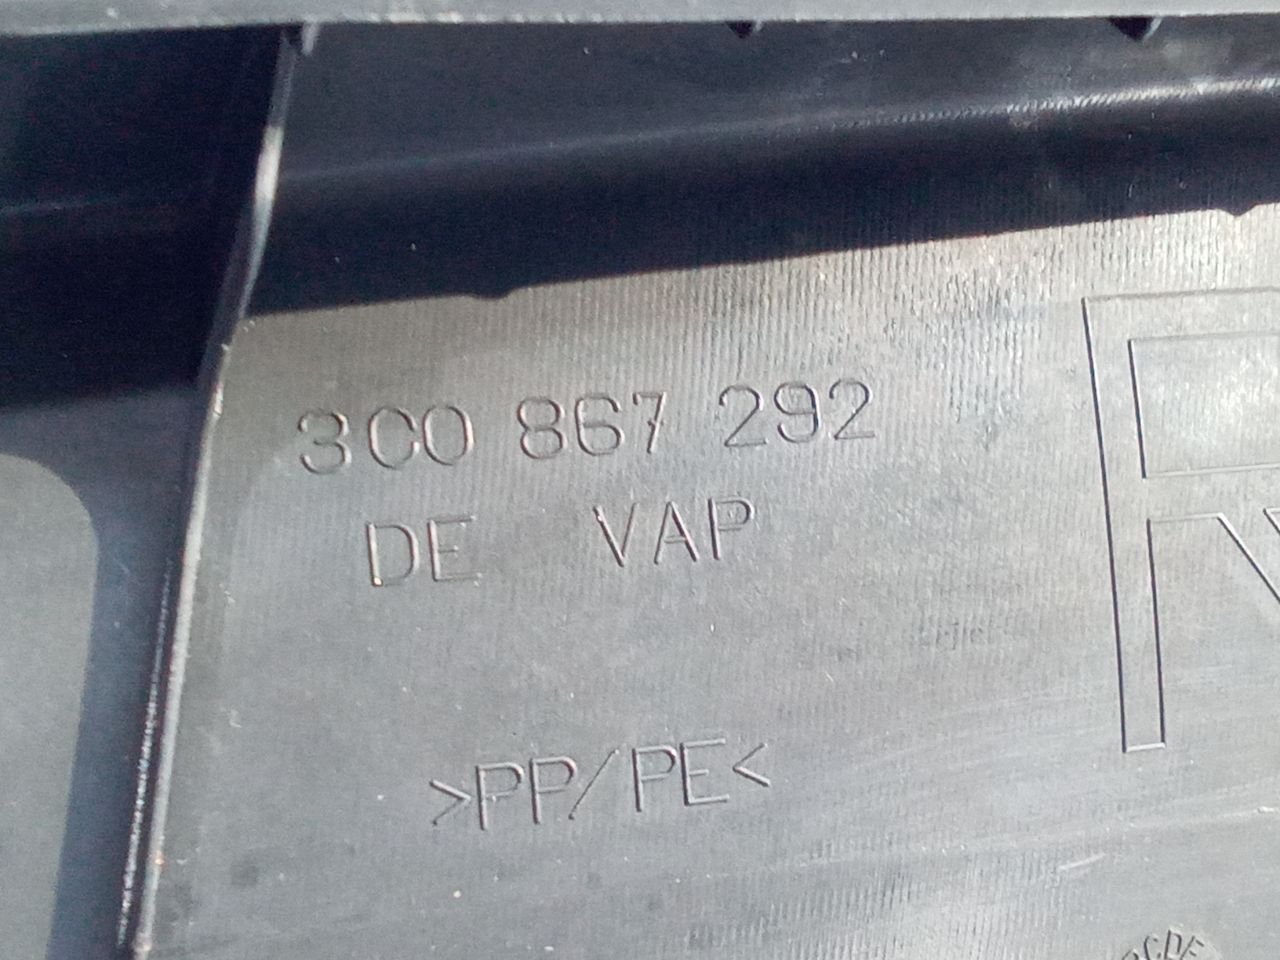 3C0 867 292
DE VAP
R
>PP/PE<